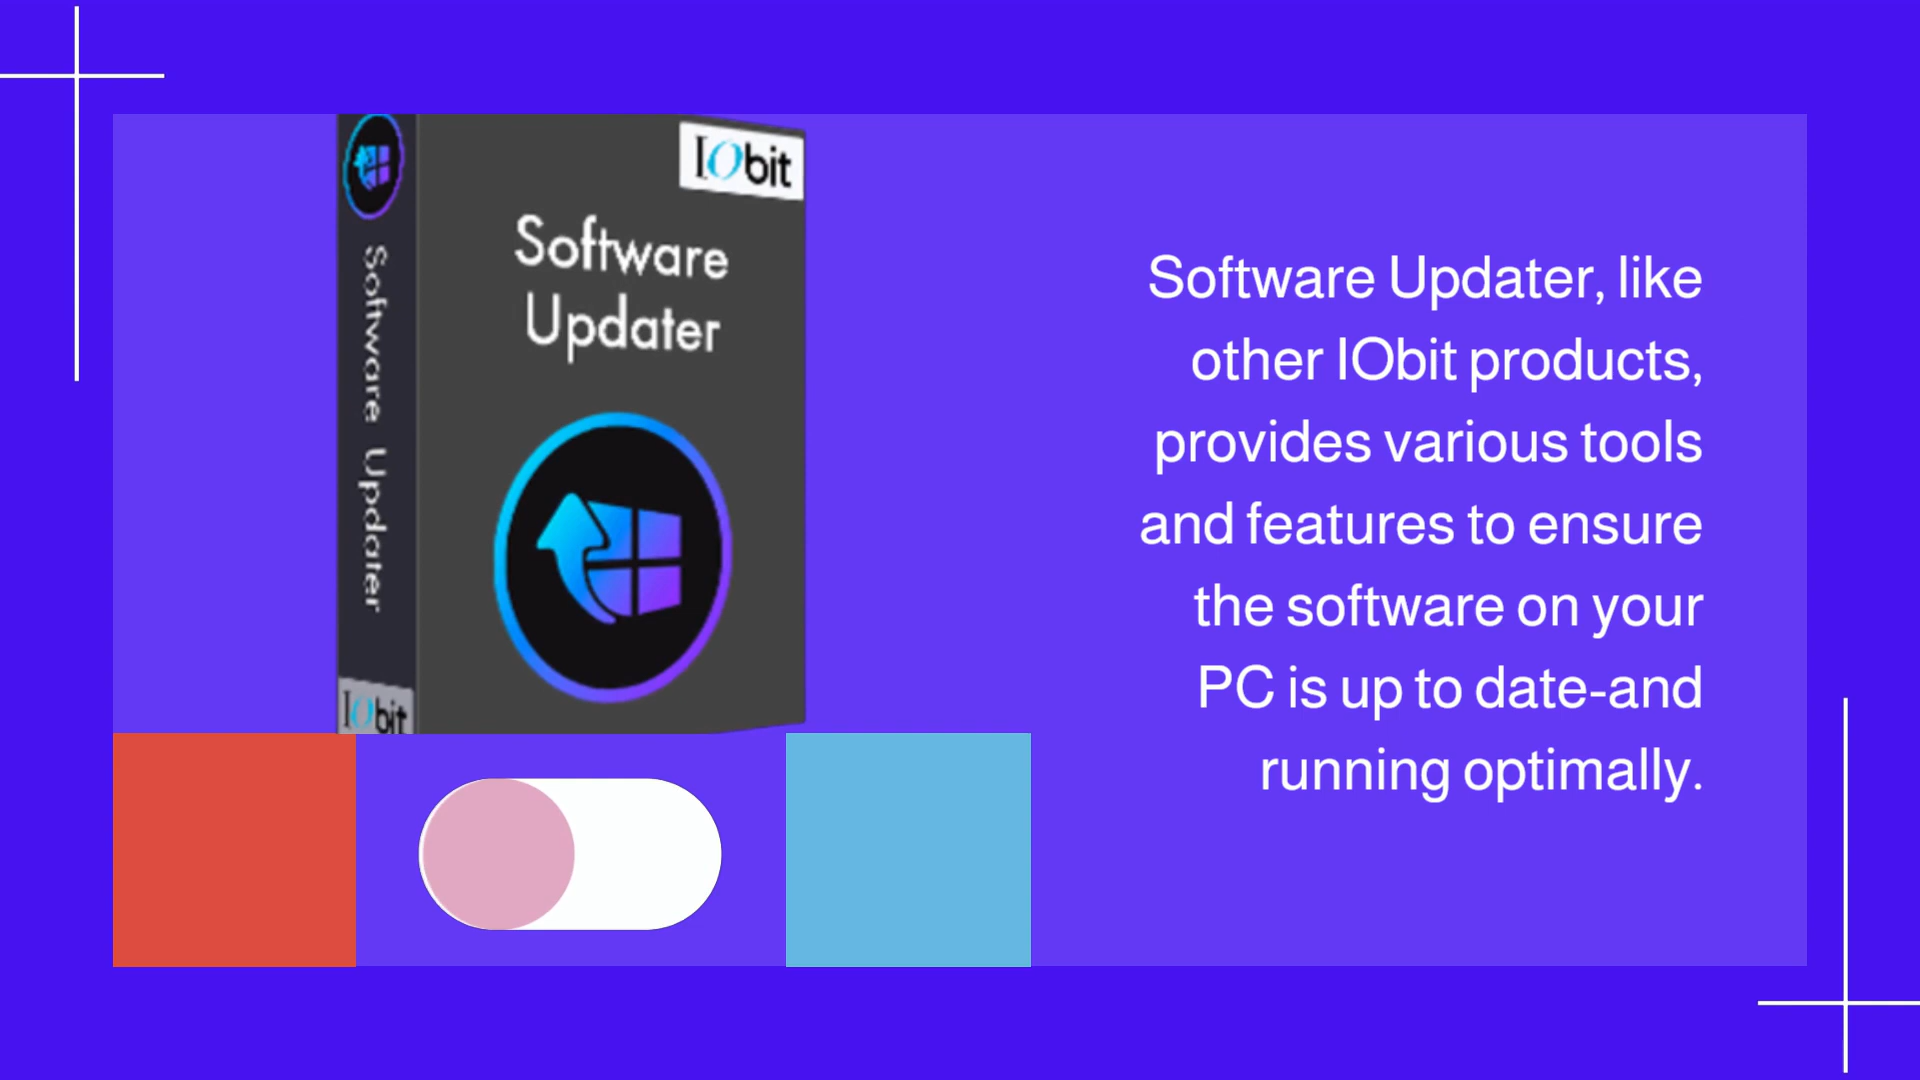 IObit
Software
Updater
Software Updater
IObit
Software Updater, like
other IObit products,
provides various tools
and features to ensure
the software on your
PC is up to date-and
running optimally.